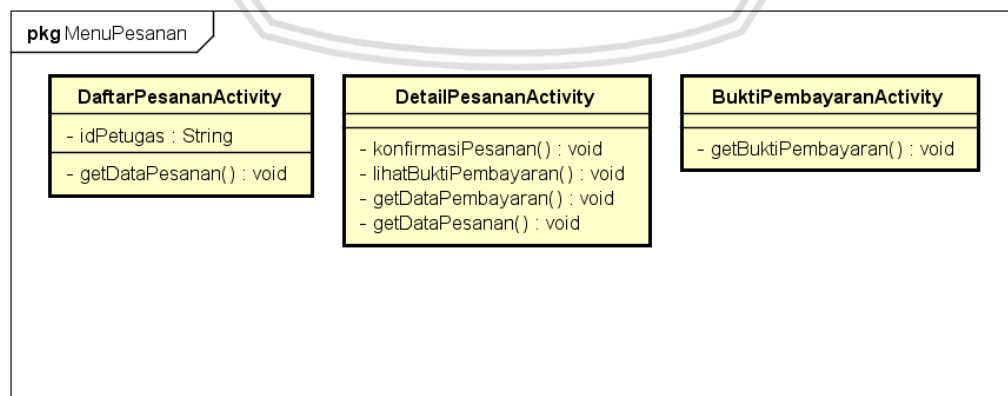 pkg MenuPesanan
DaftarPesananActivity
- idPetugas : String
- getDataPesanan() : void
DetailPesananActivity
- konfirmasiPesanan() : void
- lihatBuktiPembayaran() : void
- getDataPembayaran() : void
- getDataPesanan() : void
BuktiPembayaranActivity
- getBuktiPembayaran() : void